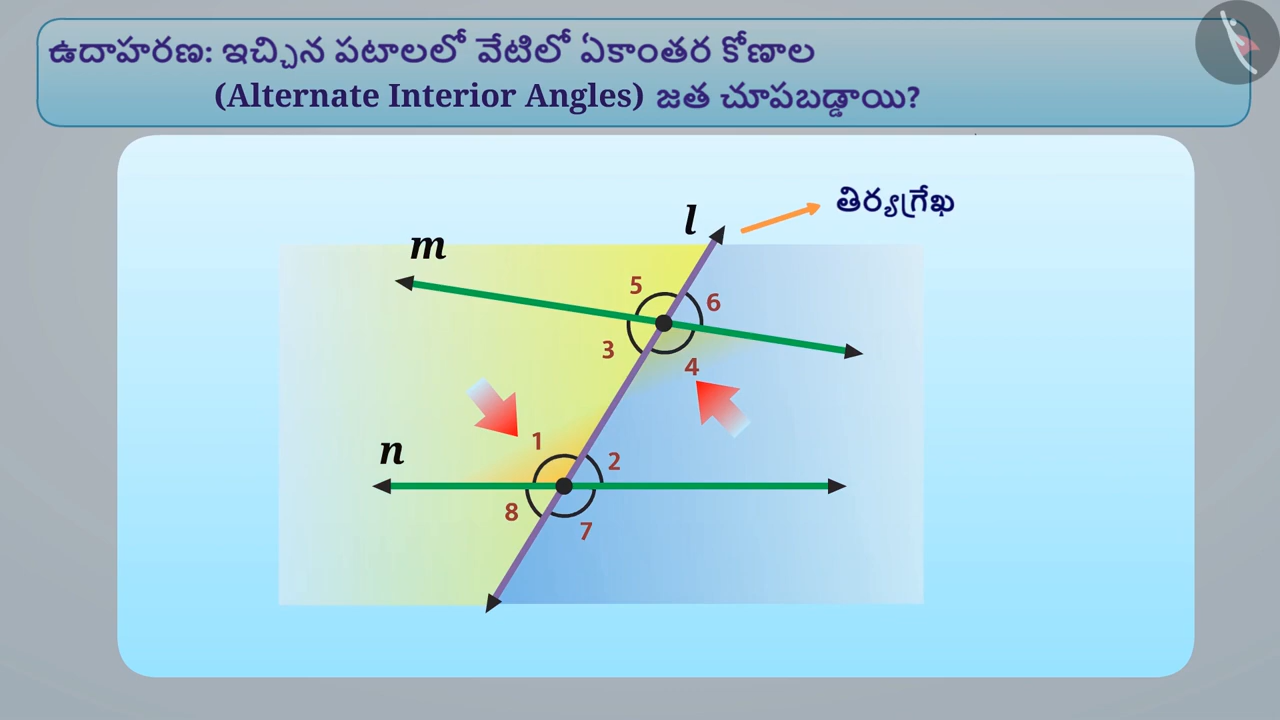 ఉదాహరణ: ఇచ్చిన పటాలలో వేటిలో ఏకాంతర కోణాల
(Alternate Interior Angles) జత చూపబడ్డాయి?
తిర్యగ్రేఖ
l
m
5
6
3
4
n
1
2
8
7